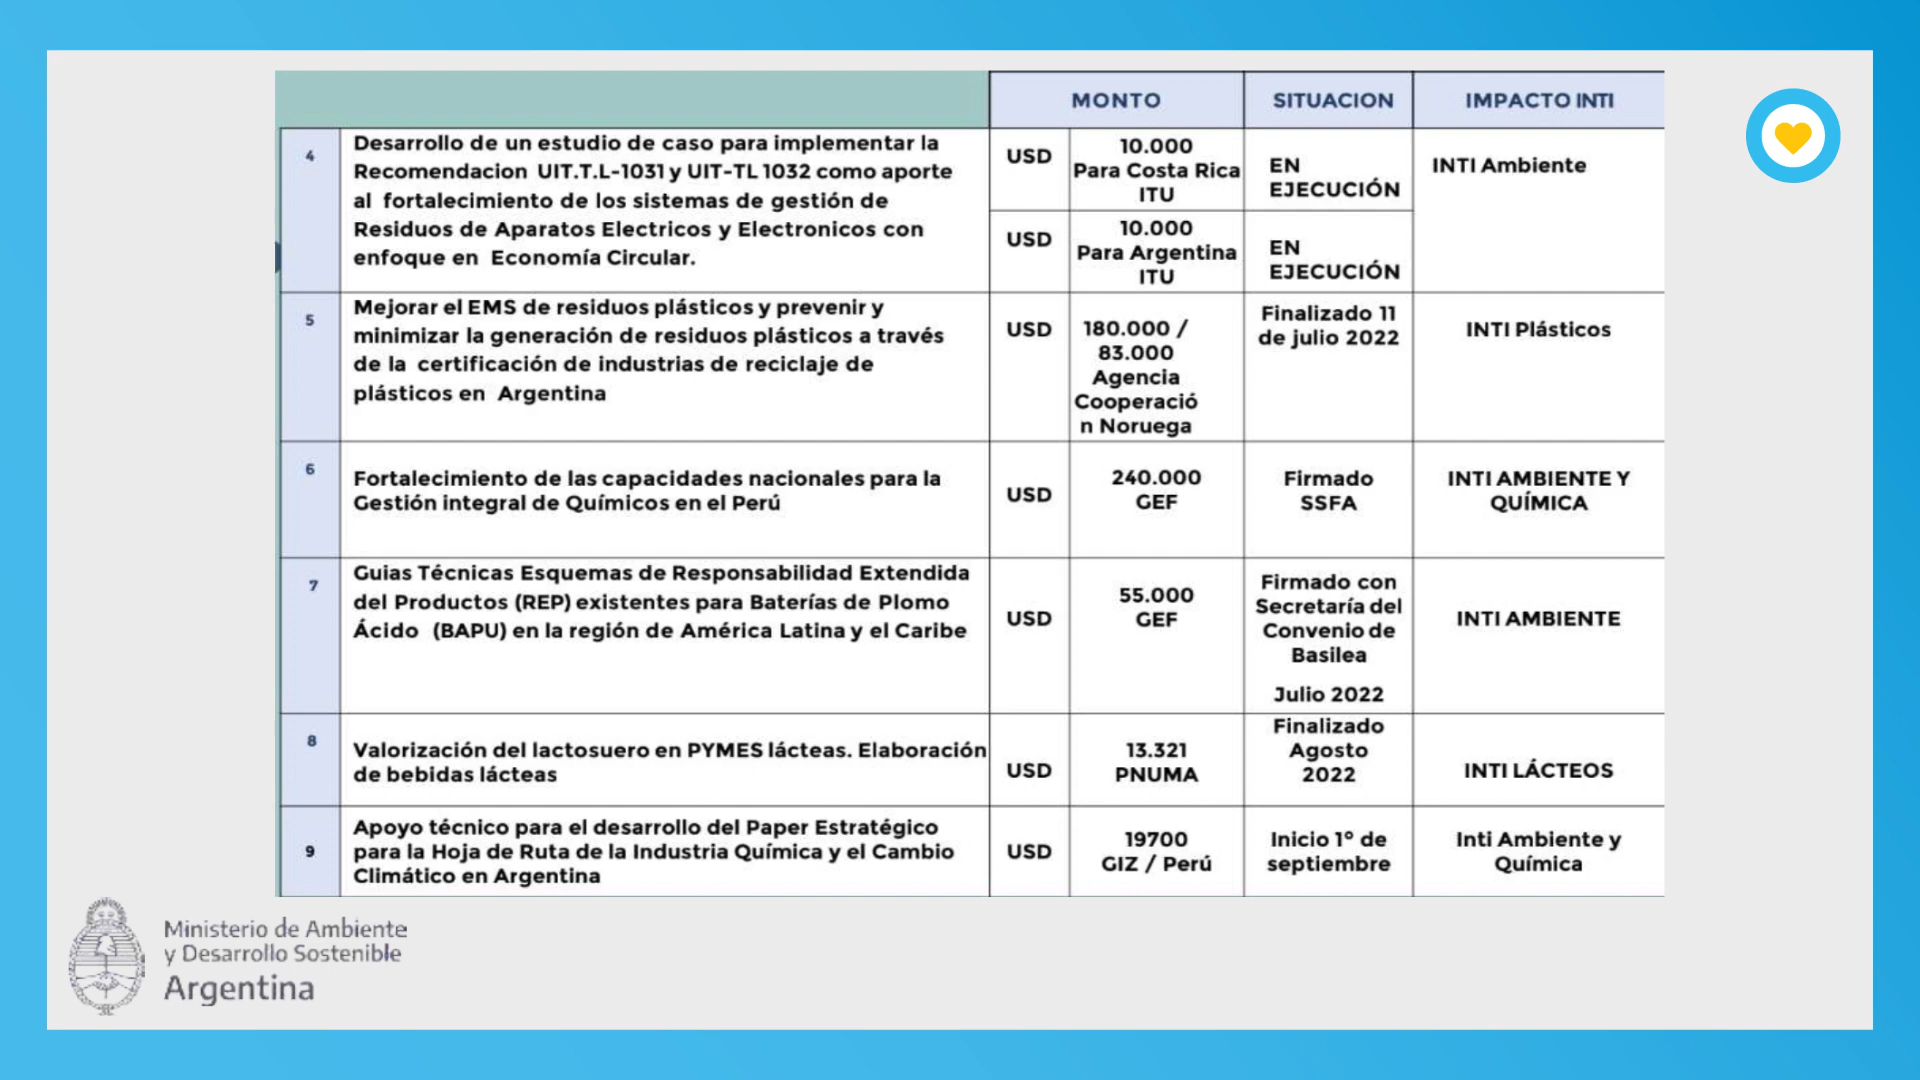 MONTO
SITUACION
IMPACTO INTI
4
Desarrollo de un estudio de caso para implementar la
Recomendacion UIT.T.L-1031 y UIT-TL 1032 como aporte
al fortalecimiento de los sistemas de gestión de
Residuos de Aparatos Electricos y Electronicos con
enfoque en Economía Circular.
USD
10.000
Para Costa Rica
ITU
EN
EJECUCIÓN
INTI Ambiente
USD
10.000
Para Argentina
ITU
EN
EJECUCIÓN
5
Mejorar el EMS de residuos plásticos y prevenir y
minimizar la generación de residuos plásticos a través
de la certificación de industrias de reciclaje de
plásticos en Argentina
USD
180.000 /
83.000
Agencia
Cooperació
n Noruega
Finalizado 11
de julio 2022
INTI Plásticos
6
Fortalecimiento de las capacidades nacionales para la
Gestión integral de Químicos en el Perú
USD
240.000
GEF
Firmado
SSFA
INTI AMBIENTE Y
QUÍMICA
7
Guias Técnicas Esquemas de Responsabilidad Extendida
del Productos (REP) existentes para Baterías de Plomo
Ácido (BAPU) en la región de América Latina y el Caribe
USD
55.000
GEF
Firmado con
Secretaría del
Convenio de
Basilea
Julio 2022
INTI AMBIENTE
8
Valorización del lactosuero en PYMES lácteas. Elaboración
de bebidas lácteas
USD
13.321
PNUMA
Finalizado
Agosto
2022
INTI LÁCTEOS
9
Apoyo técnico para el desarrollo del Paper Estratégico
para la Hoja de Ruta de la Industria Química y el Cambio
Climático en Argentina
USD
19700
GIZ / Perú
Inicio 1° de
septiembre
Inti Ambiente y
Química
Ministerio de Ambiente
y Desarrollo Sostenible
Argentina